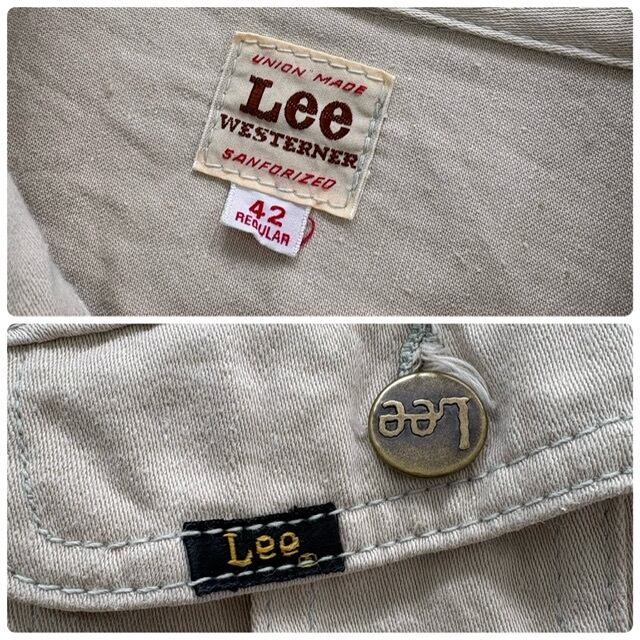 UNION MADE
Lee
WESTERNER
SANFORIZED
42
REGULAR
Lee
Lee